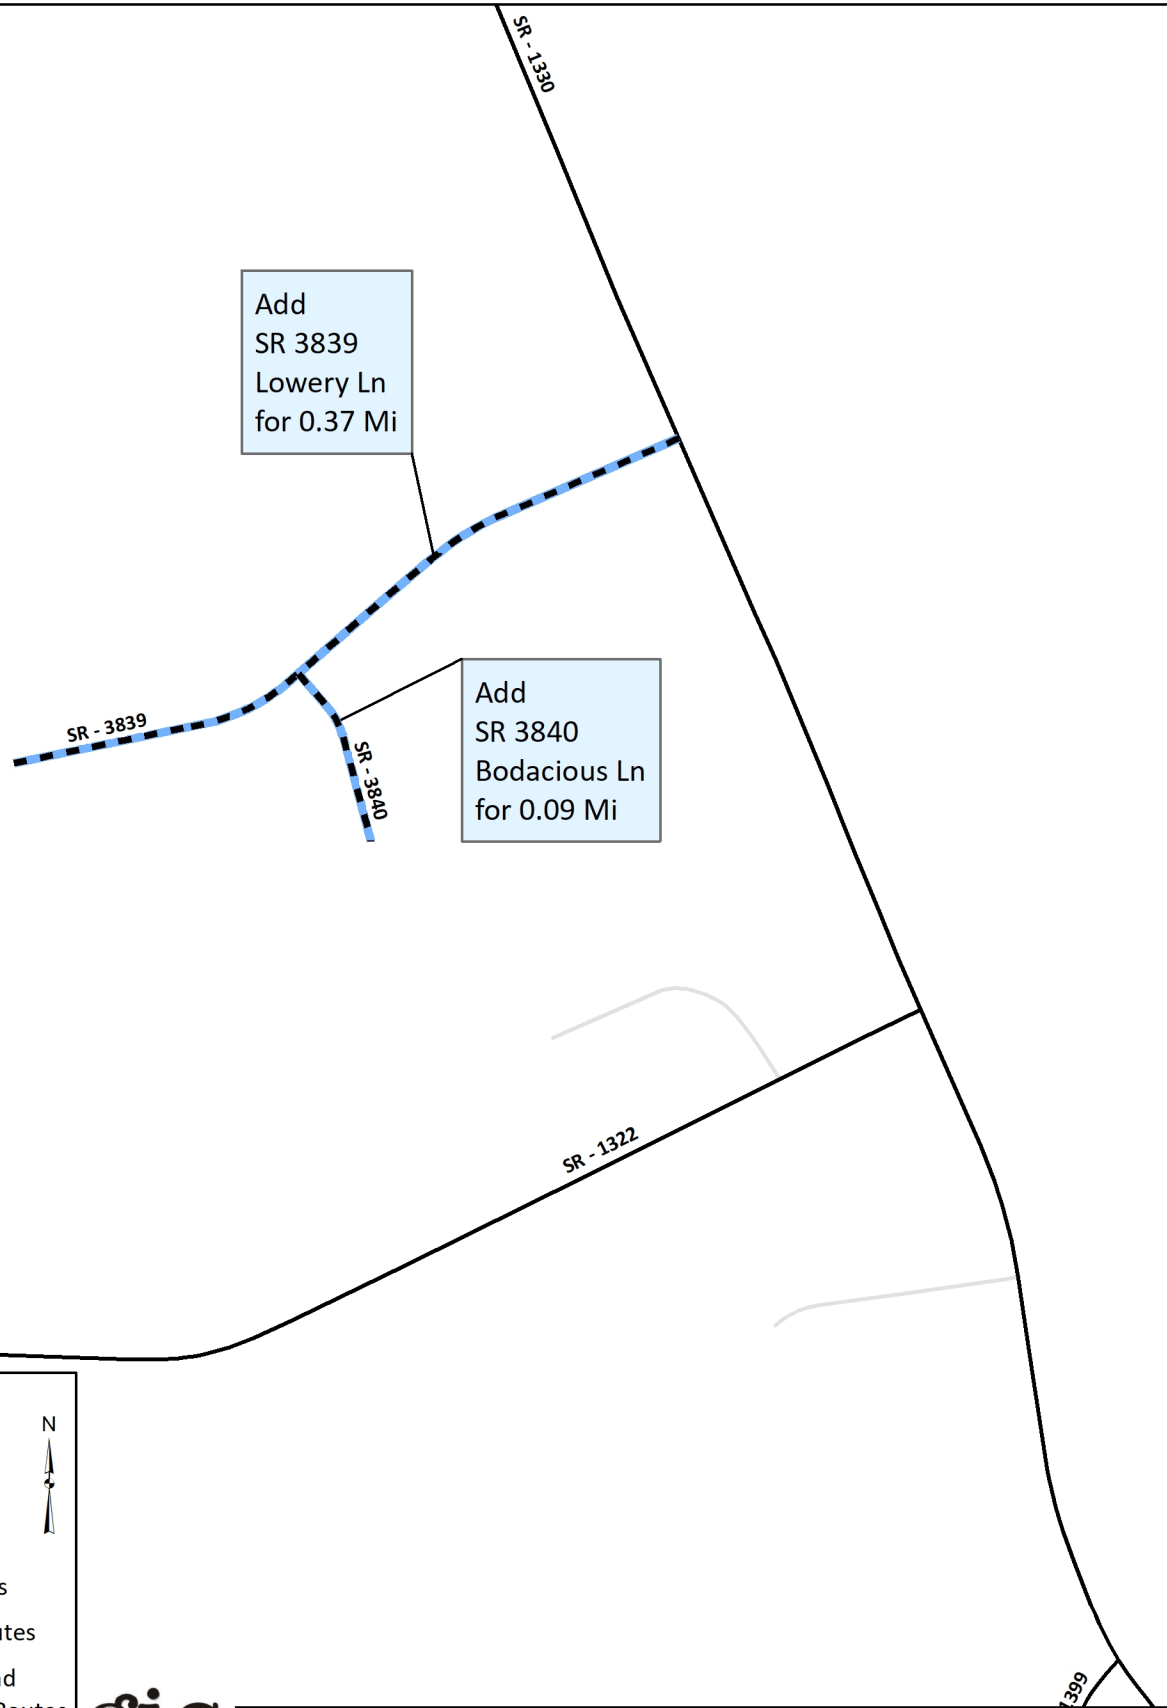 SR - 1330
Add
SR 3839
Lowery Ln
for 0.37 Mi
Add
SR 3840
Bodacious Ln
for 0.09 Mi
SR - 3839
SR - 3840
SR - 1322
N
1399